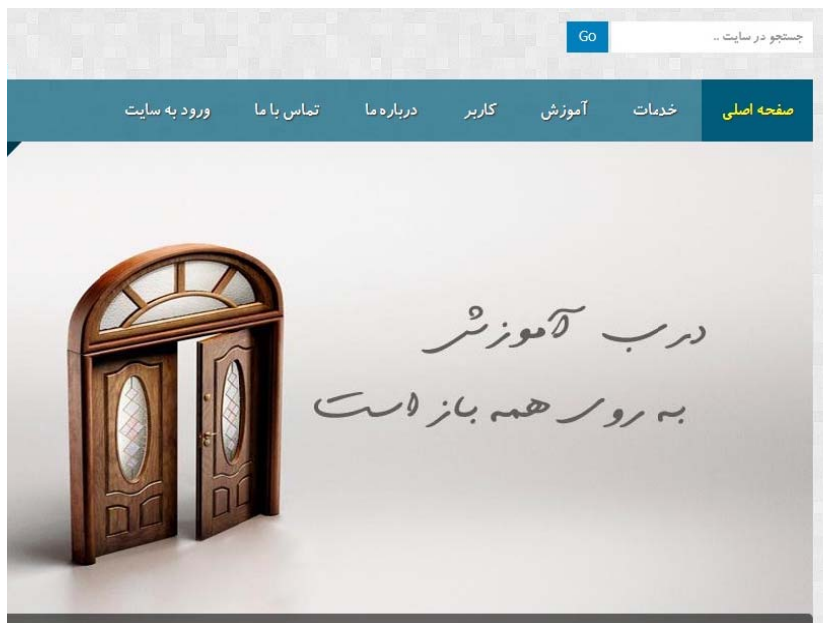 جستجو در سایت ..
Go
صفحه اصلی
خدمات
آموزش
کاربر
درباره ما
تماس با ما
ورود به سایت
درب آموزش
به روی همه باز است